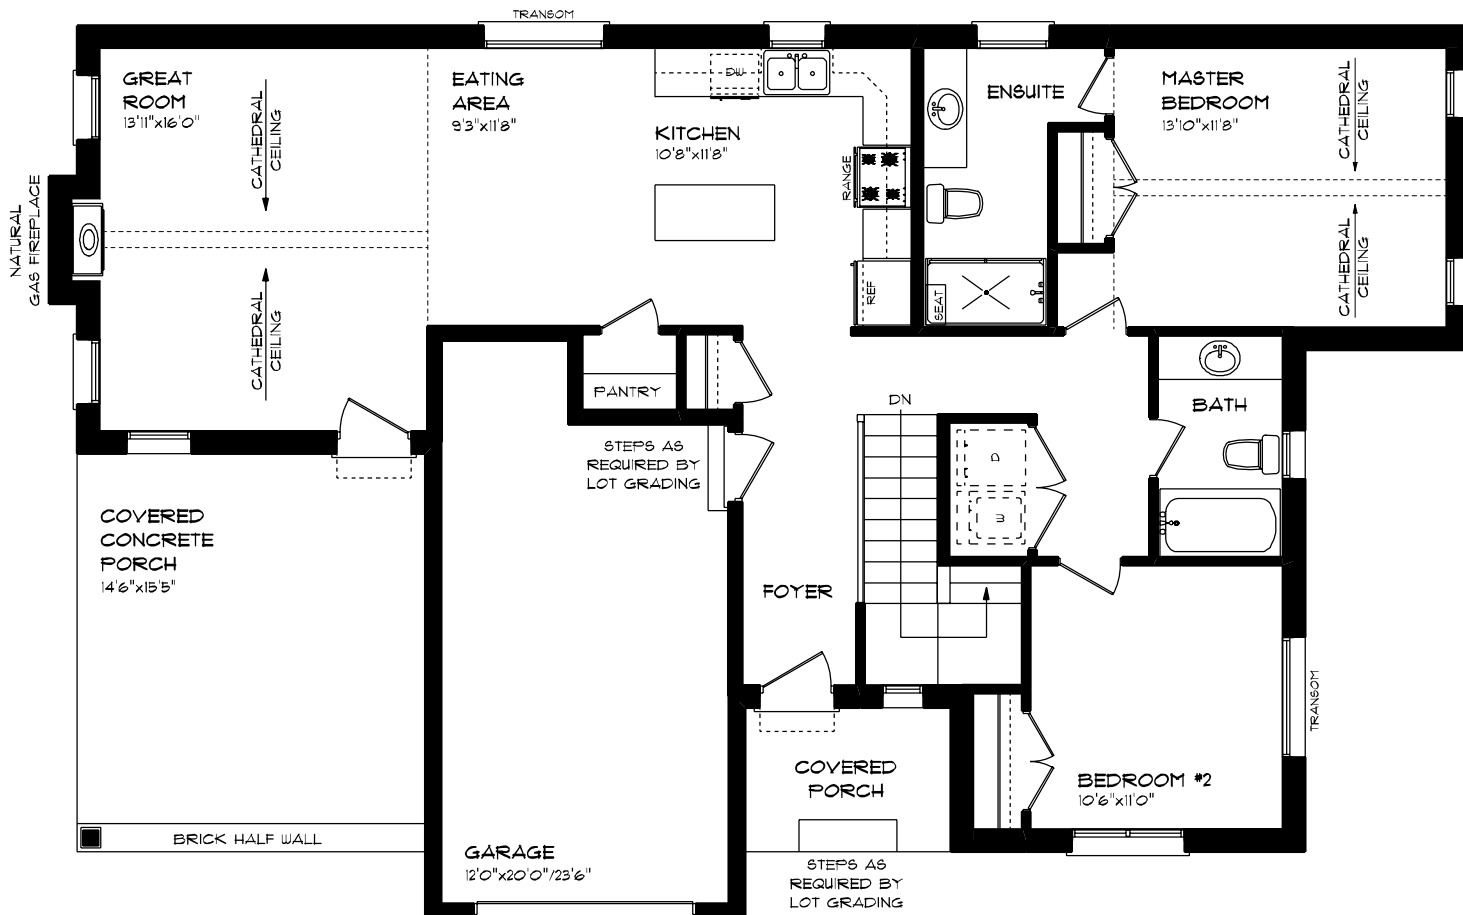 TRANSOM
GREAT
ROOM
13'11"x16'0"
CATHEDRAL
CEILING
CATHEDRAL
CEILING
NATURAL
GAS FIREPLACE
EATING
AREA
9'3"x11'8"
DW
KITCHEN
10'8"x11'8"
RANGE
REF
ENSUITE
SEAT
MASTER
BEDROOM
13'10"x11'8"
CATHEDRAL
CEILING
CATHEDRAL
CEILING
PANTRY
DN
BATH
STEPS AS
REQUIRED BY
LOT GRADING
D
W
COVERED
CONCRETE
PORCH
14'6"x15'5"
FOYER
TRANSOM
COVERED
PORCH
BEDROOM #2
10'6"x11'0"
BRICK HALF WALL
GARAGE
12'0"x20'0"/23'6"
STEPS AS
REQUIRED BY
LOT GRADING